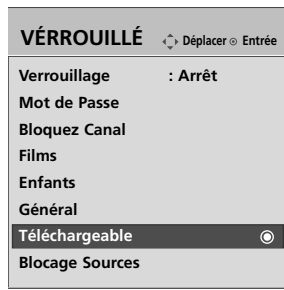 VÉRROUILLÉ Déplacer Entrée
Verrouillage : Arrêt
Mot de Passe
Bloquez Canal
Films
Enfants
Général
Téléchargeable
Blocage Sources